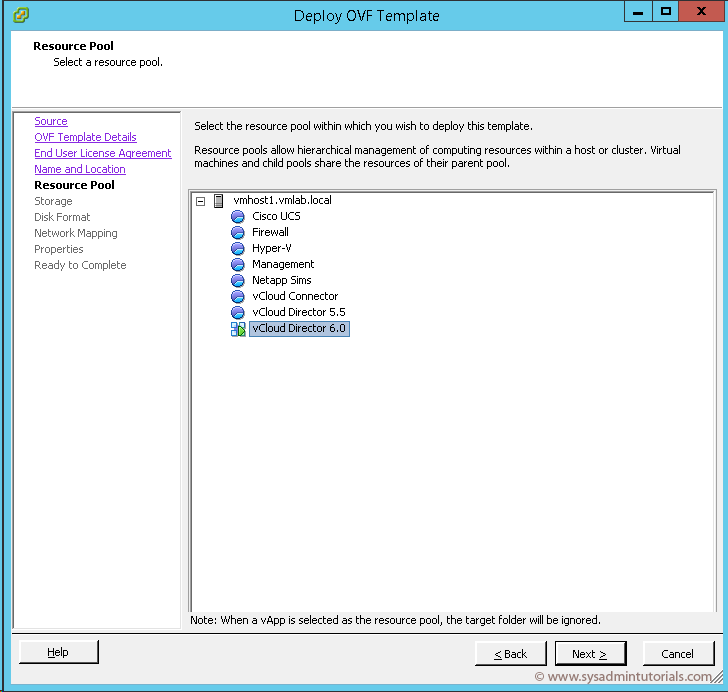 Deploy OVF Template
Resource Pool
Select a resource pool.
Source
OVF Template Details
End User License Agreement
Name and Location
Resource Pool
Storage
Disk Format
Network Mapping
Properties
Ready to Complete
Select the resource pool within which you wish to deploy this template.
Resource pools allow hierarchical management of computing resources within a host or cluster. Virtual
machines and child pools share the resources of their parent pool.
vmhost1.vmlab.local
Cisco UCS
Firewall
Hyper-V
Management
Netapp Sims
vCloud Connector
vCloud Director 5.5
vCloud Director 6.0
Note: When a vApp is selected as the resource pool, the target folder will be ignored.
Help
< Back
Next >
Cancel
© www.sysadmintutorials.com